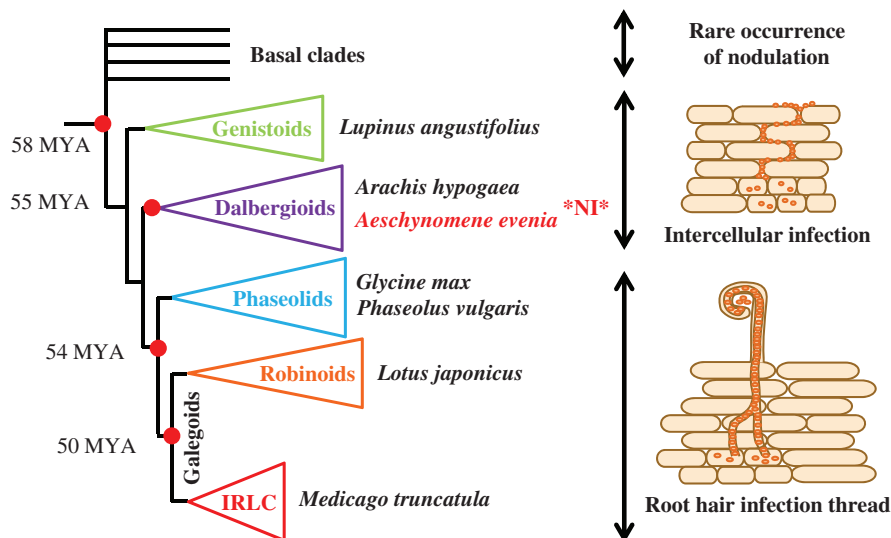 Basal clades
Rare occurrence
of nodulation
58 MYA
Genistoids
Lupinus angustifolius
55 MYA
Dalbergioids
Arachis hypogaea
Aeschynomene evenia *NI*
Intercellular infection
Phaseolids
Glycine max
Phaseolus vulgaris
54 MYA
Robinoids
Lotus japonicus
50 MYA
Galegoids
IRLC
Medicago truncatula
Root hair infection thread